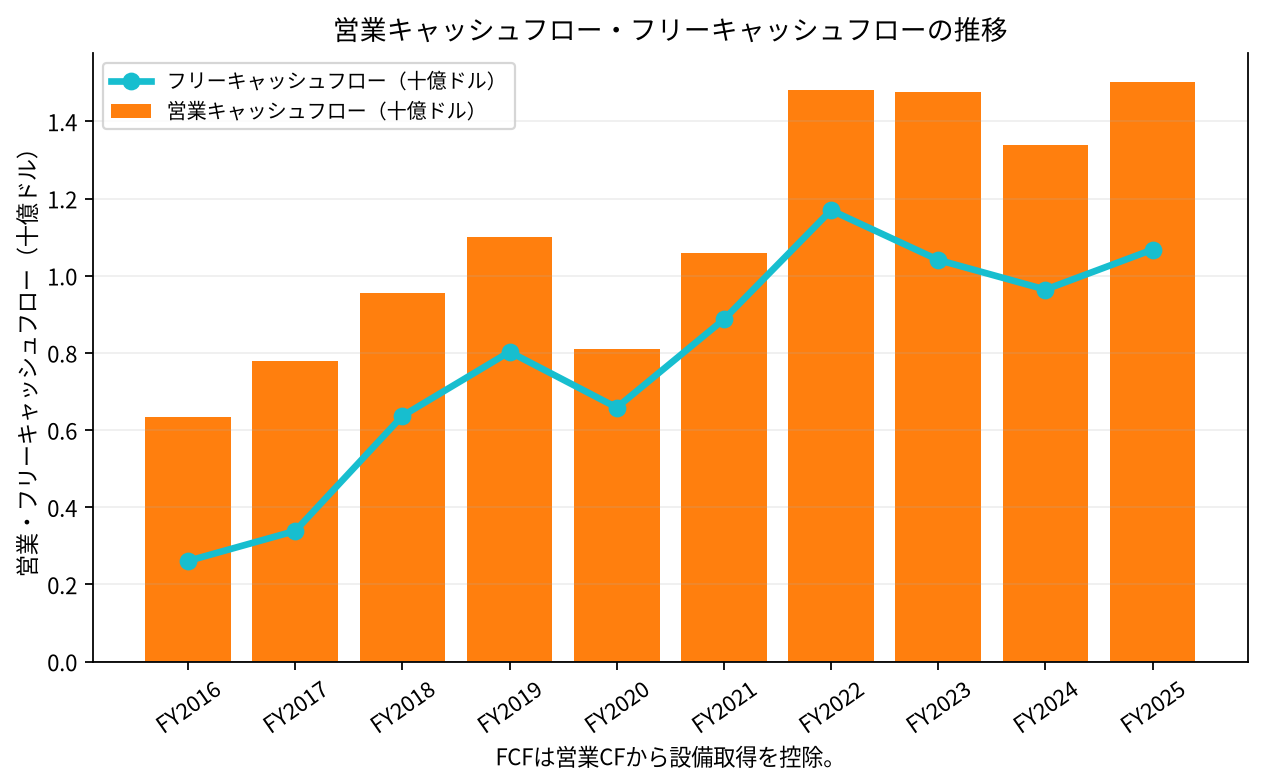 営業キャッシュフロー・フリーキャッシュフローの推移
フリーキャッシュフロー（十億ドル）
営業キャッシュフロー（十億ドル）
営業・フリーキャッシュフロー（十億ドル）
1.4
1.2
1.0
0.8
0.6
0.4
0.2
0.0
FY2016
FY2017
FY2018
FY2019
FY2020
FY2021
FY2022
FY2023
FY2024
FY2025
FCFは営業CFから設備取得を控除。